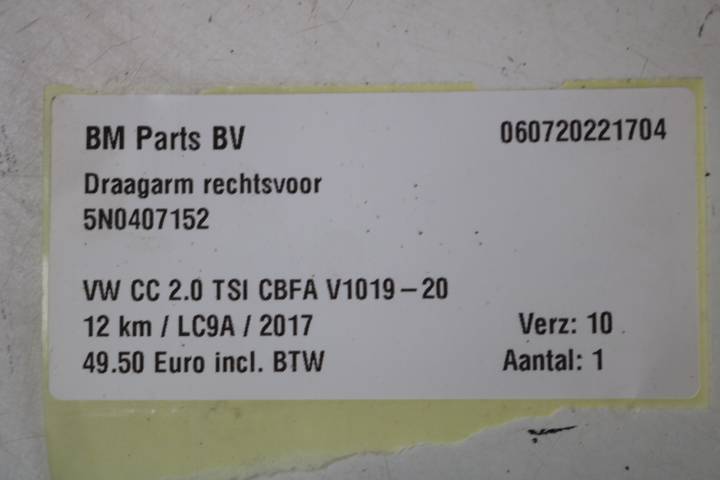 BM Parts BV 060720221704
Draagarm rechtsvoor
5N0407152
VW CC 2.0 TSI CBFA V1019-20
12 km / LC9A / 2017 Verz: 10
49.50 Euro incl. BTW Aantal: 1